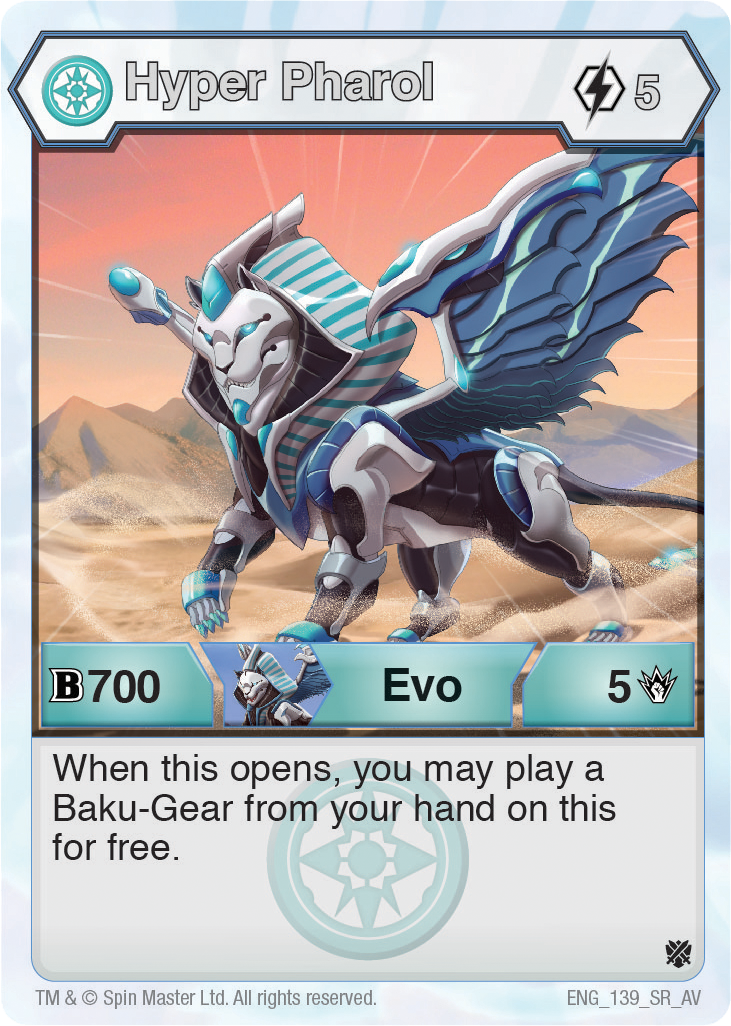 Hyper Pharol
5
B700
Evo
5
When this opens, you may play a
Baku-Gear from your hand on this
for free.
TM & © Spin Master Ltd. All rights reserved.
ENG_139_SR_AV